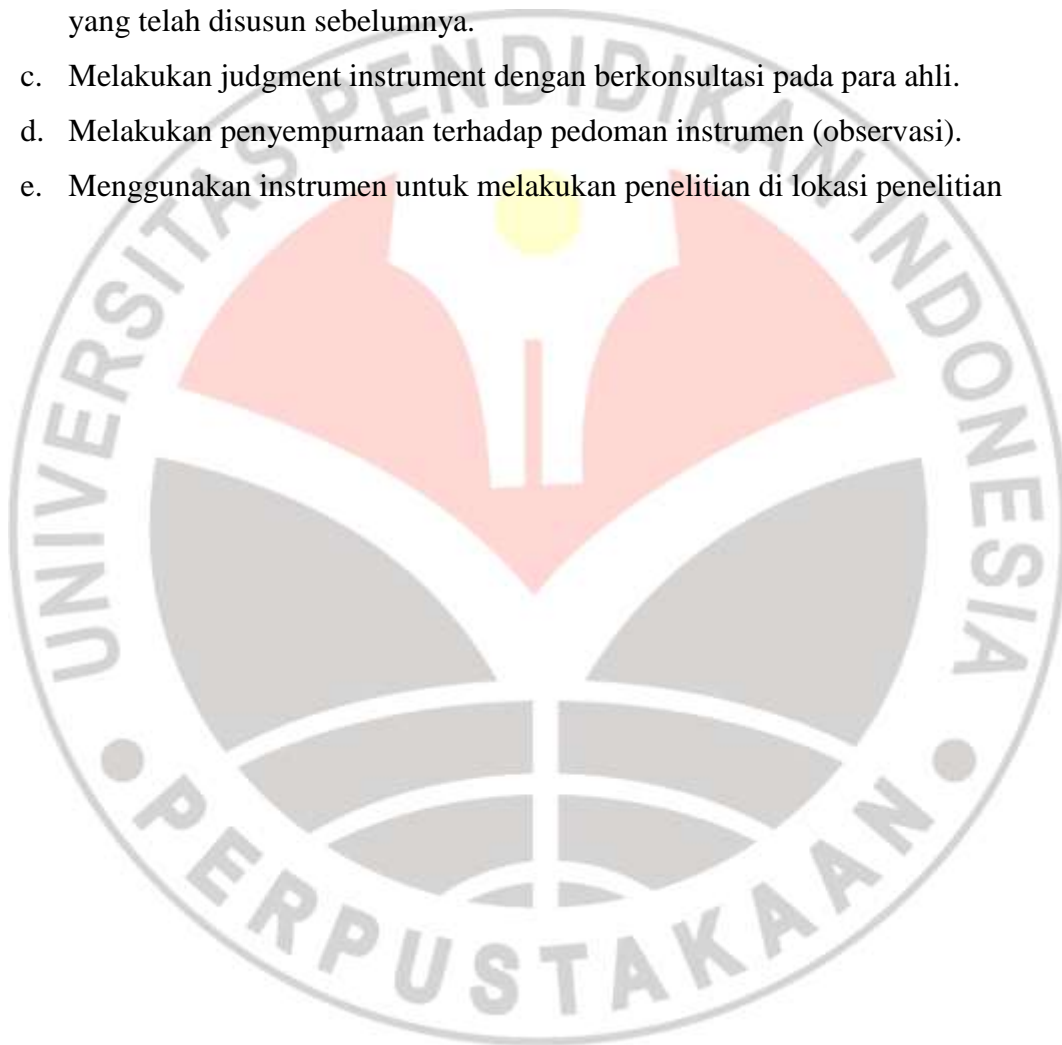 yang telah disusun sebelumnya.
c. Melakukan judgment instrument dengan berkonsultasi pada para ahli.
d. Melakukan penyempurnaan terhadap pedoman instrumen (observasi).
e. Menggunakan instrumen untuk melakukan penelitian di lokasi penelitian
UNIVERSITAS PENDIDIKAN INDONESIA
PERPUSTAKAAN